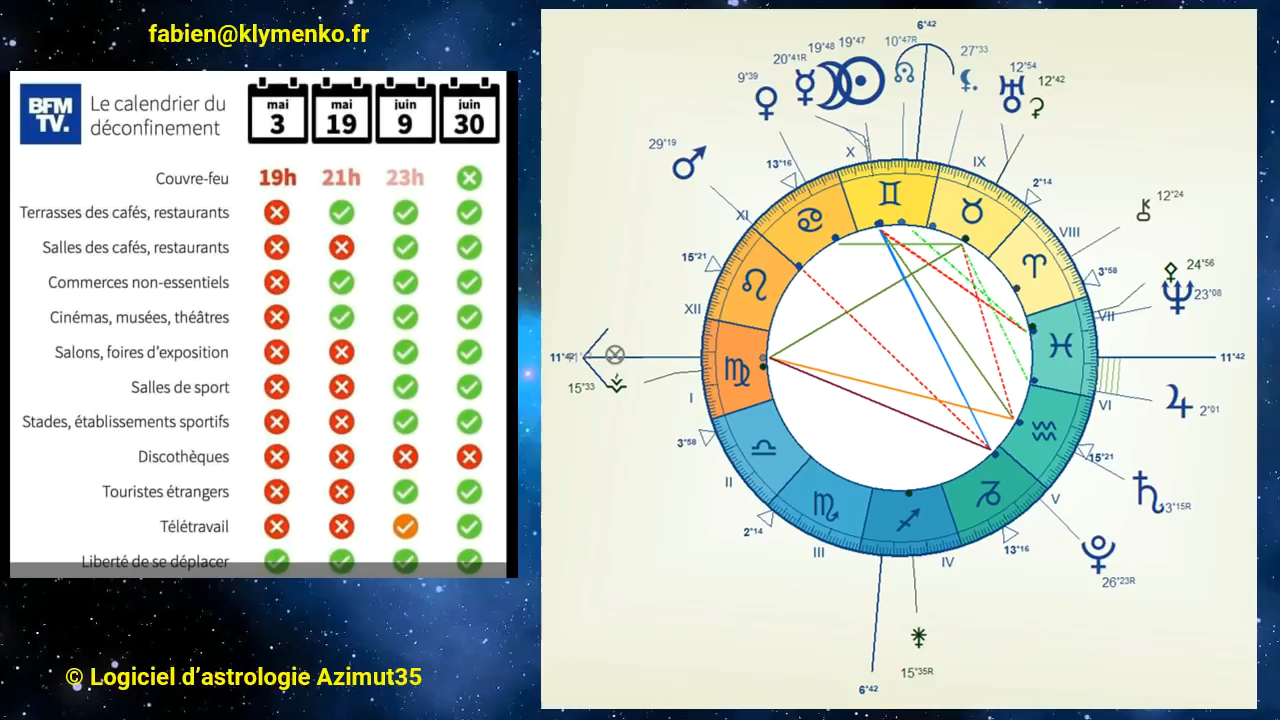 fabien@klymenko.fr
BFM
TV.
Le calendrier du
déconfinement
mai
3
mai
19
juin
9
juin
30
Couvre-feu 19h 21h 23h
Terrasses des cafés, restaurants
Salles des cafés, restaurants
Commerces non-essentiels
Cinémas, musées, théâtres
Salons, foires d'exposition
Salles de sport
Stades, établissements sportifs
Discothèques
Touristes étrangers
Télétravail
Liberté de se déplacer
© Logiciel d'astrologie Azimut35
6°42
10°47R
19°47
19°48
20°41R
9°39
27°33
12°54
12°42
29°19
13°16
X
IX
2°14
12°24
XI
VIII
15°21
3°58
24°56
23°08
XII
VII
11°42
11°42
15°33
I
VI
2°01
3°58
15°21
II
13°15R
V
2°14
III
IV
13°16
26°23R
15°35R
6°42